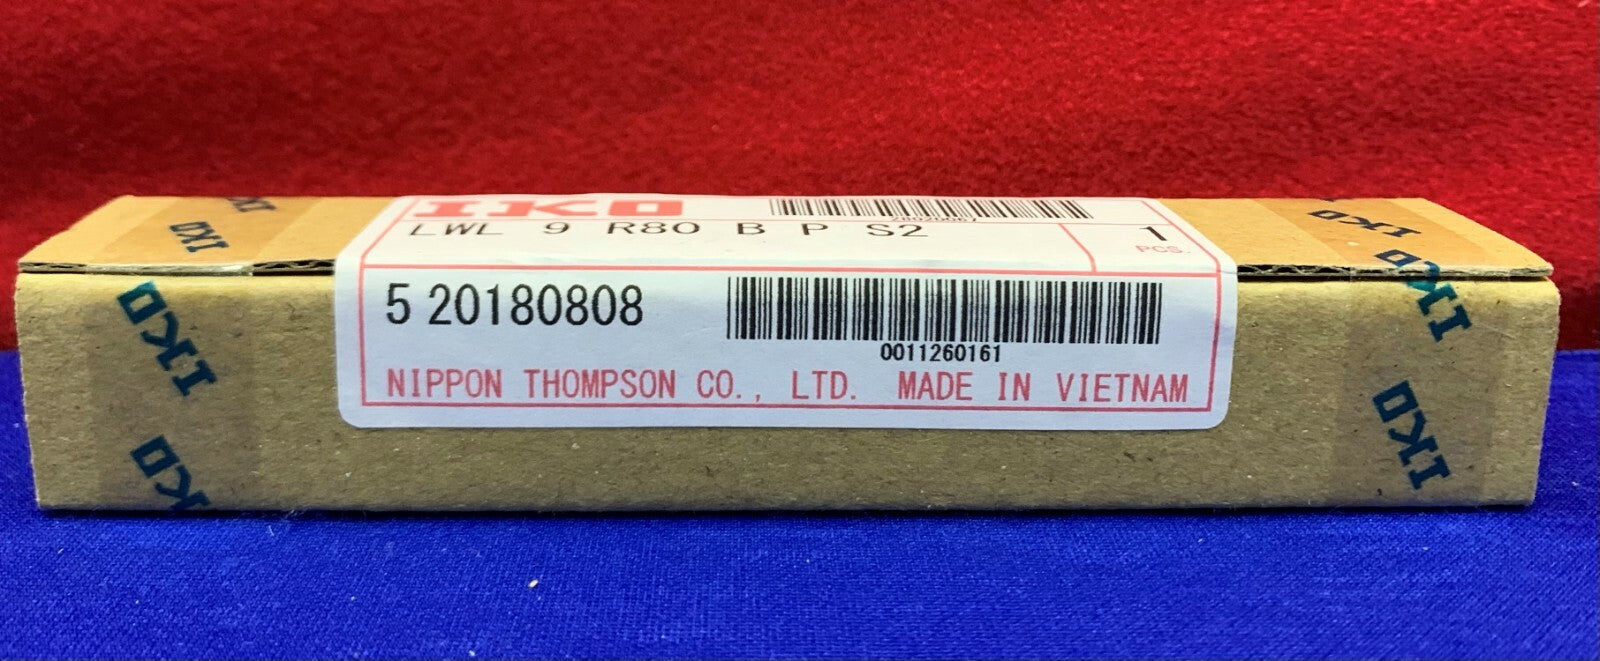 IKO
LWL 9 R80 B P S2
1
PCS.
5 20180808
0011260161
NIPPON THOMPSON CO., LTD. MADE IN VIETNAM
IKO
IKO
IKO
IKO
IKO
IKO